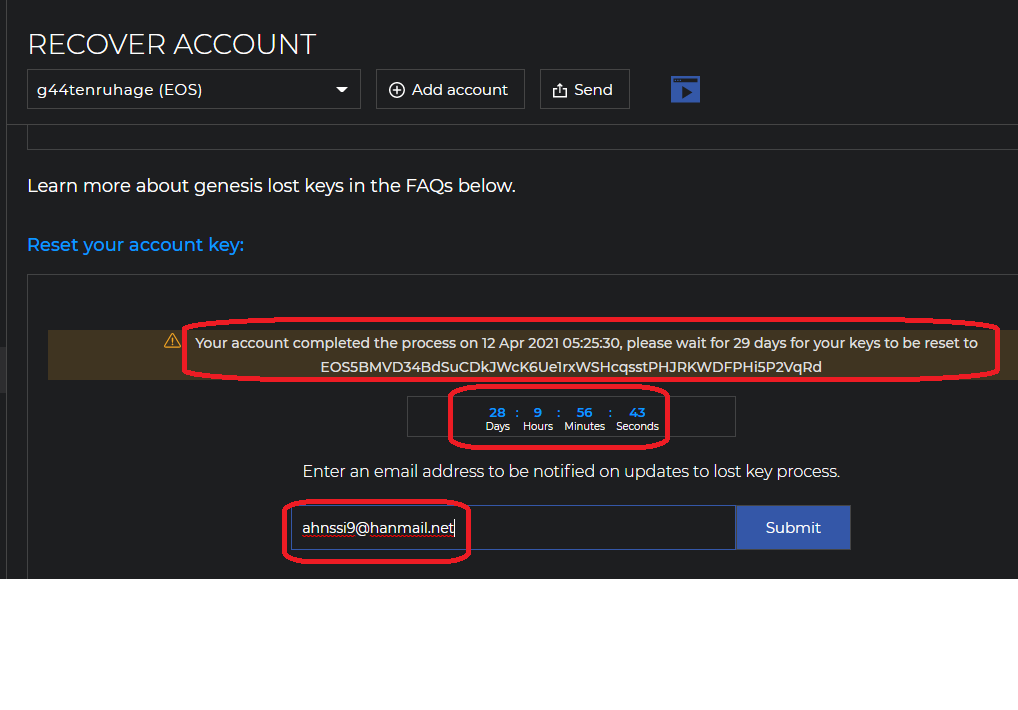 RECOVER ACCOUNT
g44tenruhage (EOS)
Add account
Send
Learn more about genesis lost keys in the FAQs below.
Reset your account key:
Your account completed the process on 12 Apr 2021 05:25:30, please wait for 29 days for your keys to be reset to
EOS5BMVD34BdSuCDkJWcK6Ue1rxWSHcqsstPHJRKWDFPHi5P2VqRd
28 : 9 : 56 : 43
Days Hours Minutes Seconds
Enter an email address to be notified on updates to lost key process.
ahnssi9@hanmail.net
Submit